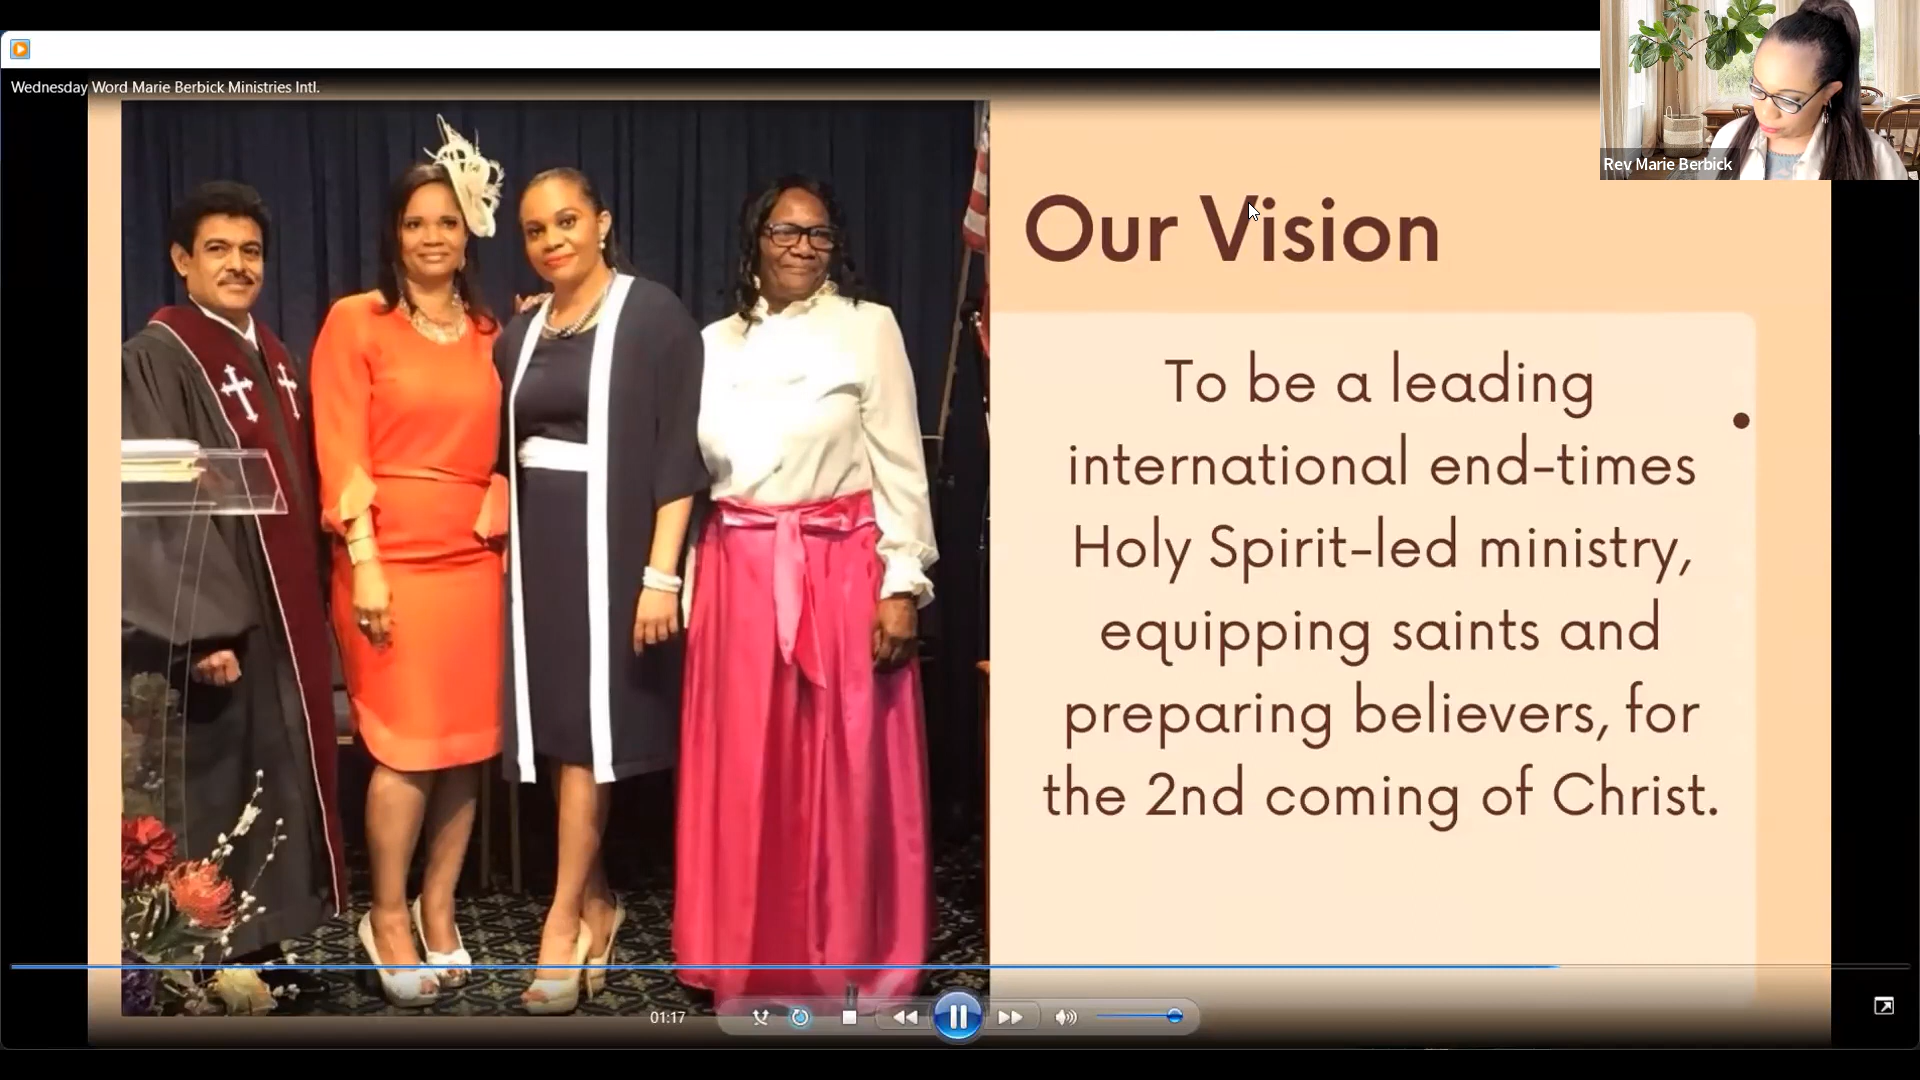 Wednesday Word Marie Berbick Ministries Intl.
Rev Marie Berbick
Our Vision
To be a leading
international end-times
Holy Spirit-led ministry,
equipping saints and
preparing believers, for
the 2nd coming of Christ.
01:17